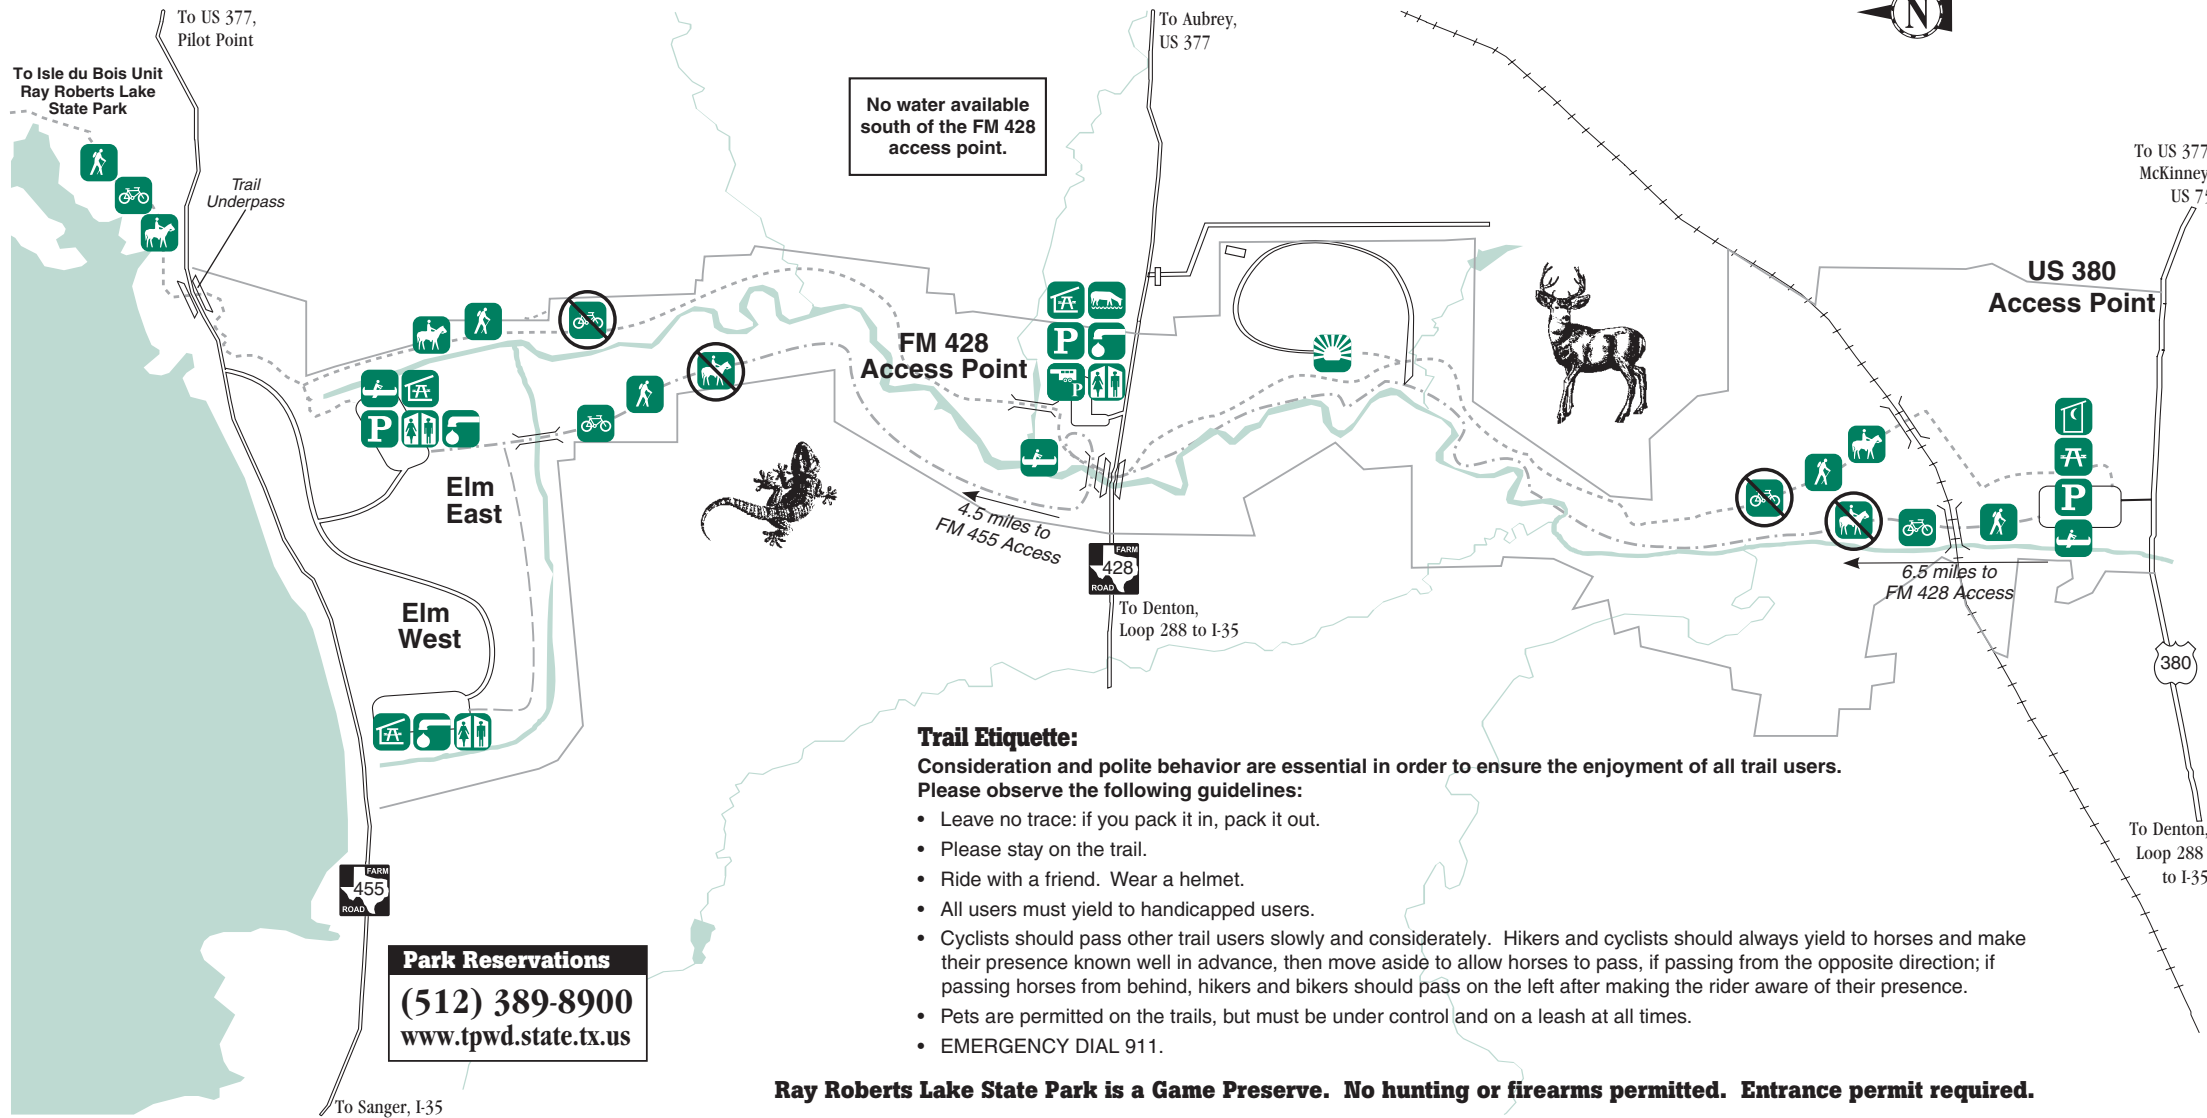 To US 377,
Pilot Point
To Isle du Bois Unit
Ray Roberts Lake
State Park
Trail
Underpass
No water available
south of the FM 428
access point.
To Aubrey,
US 377
N
To US 377
McKinney
US 380
Access Point
FM 428
Access Point
P
P
P
P
P
Elm
East
Elm
West
4.5 miles to
FM 455 Access
6.5 miles to
FM 428 Access
FARM
428
ROAD
To Denton,
Loop 288 to I-35
380
To Denton,
Loop 288
to I-35
FARM
455
ROAD
To Sanger, I-35
Park Reservations
(512) 389-8900
www.tpwd.state.tx.us
Trail Etiquette:
Consideration and polite behavior are essential in order to ensure the enjoyment of all trail users.
Please observe the following guidelines:
• Leave no trace: if you pack it in, pack it out.
• Please stay on the trail.
• Ride with a friend. Wear a helmet.
• All users must yield to handicapped users.
• Cyclists should pass other trail users slowly and considerately. Hikers and cyclists should always yield to horses and make
their presence known well in advance, then move aside to allow horses to pass, if passing from the opposite direction; if
passing horses from behind, hikers and bikers should pass on the left after making the rider aware of their presence.
• Pets are permitted on the trails, but must be under control and on a leash at all times.
• EMERGENCY DIAL 911.
Ray Roberts Lake State Park is a Game Preserve. No hunting or firearms permitted. Entrance permit required.